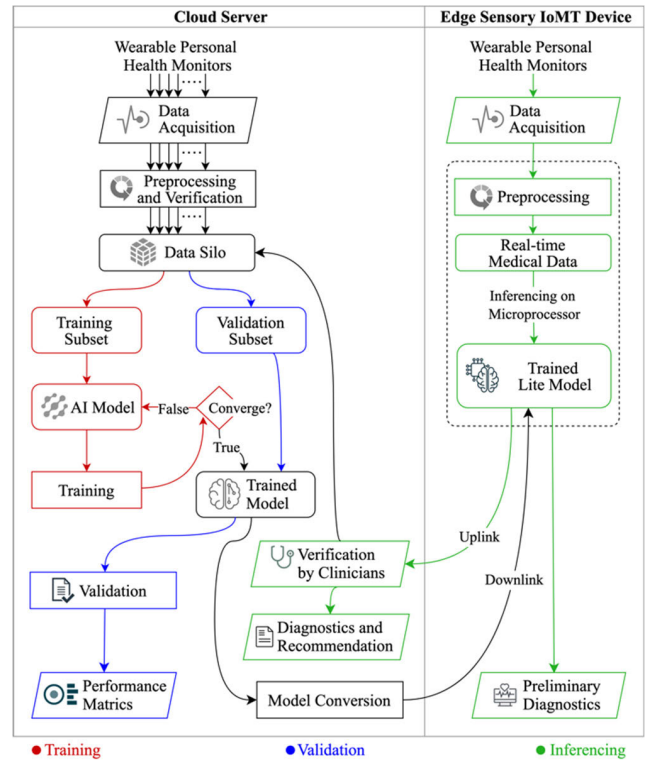 Cloud Server
Edge Sensory IoMT Device
Wearable Personal
Health Monitors
Data
Acquisition
Preprocessing
and Verification
Data Silo
Training
Subset
Validation
Subset
AI Model
False
Converge?
True
Training
Trained
Model
Validation
Performance
Matrics
Verification
by Clinicians
Diagnostics and
Recommendation
Model Conversion
Wearable Personal
Health Monitors
Data
Acquisition
Preprocessing
Real-time
Medical Data
Inferencing on
Microprocessor
Trained
Lite Model
Uplink
Downlink
Preliminary
Diagnostics
Training
Validation
Inferencing